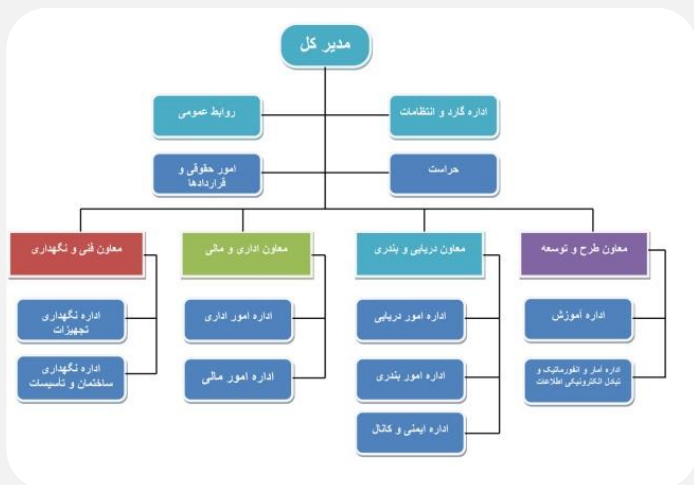 مدیر کل
اداره گارد و انتظامات
روابط عمومی
حراست
امور حقوقی و
قراردادها
معاون طرح و توسعه
معاون دریایی و بندری
معاون اداری و مالی
معاون فنی و نگهداری
اداره آموزش
اداره امور دریایی
اداره امور اداری
اداره نگهداری
تجهیزات
اداره آمار و انفورماتیک و
تبادل الکترونیکی اطلاعات
اداره امور بندری
اداره امور مالی
اداره نگهداری
ساختمان و تأسیسات
اداره ایمنی و کانال